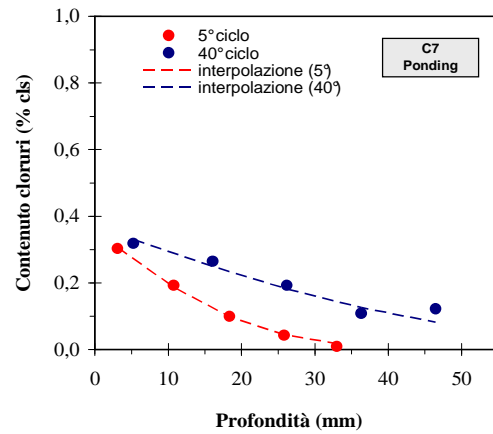 5° ciclo
40° ciclo
interpolazione (5°)
interpolazione (40°)
C7
Ponding
1,0
0,8
0,6
0,4
0,2
0,0
Contenuto cloruri (% cls)
0 10 20 30 40 50
Profondità (mm)